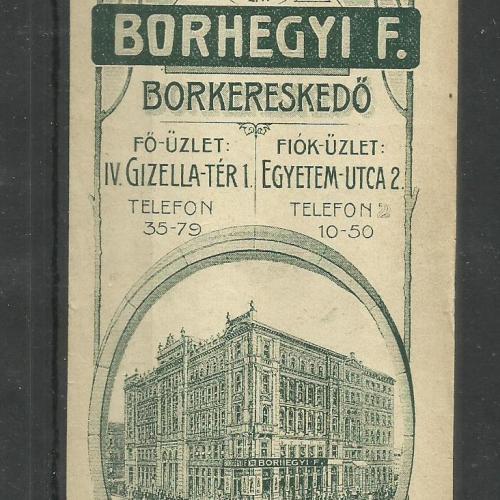 BORHEGYI F.
BORKERESKEDŐ
FŐ-ÜZLET:
IV. GIZELLA-TÉR 1.
TELEFON
35-79
FIÓK-ÜZLET:
EGYETEM-UTCA 2.
TELEFON 2
10-50
BORHEGYI F.